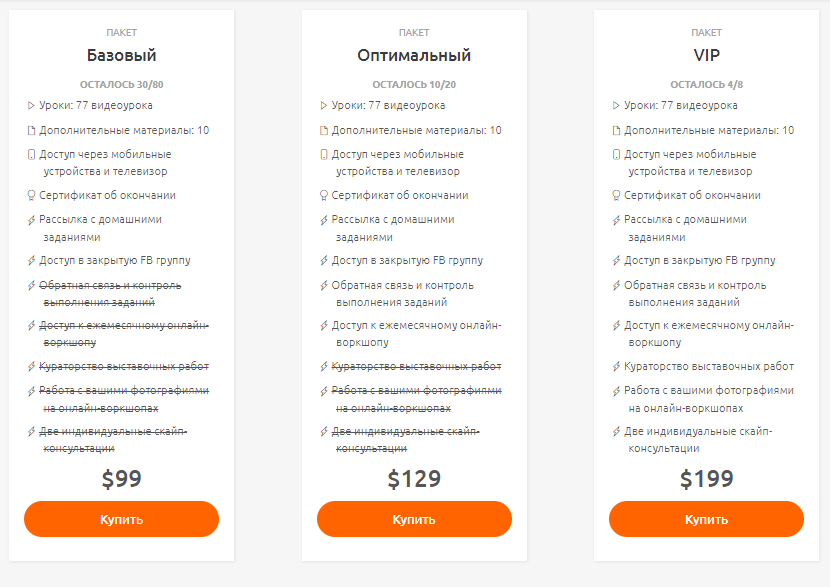 ПАКЕТ
Базовый
ОСТАЛОСЬ 30/80
Уроки: 77 видеоурока
Дополнительные материалы: 10
Доступ через мобильные
устройства и телевизор
Сертификат об окончании
Рассылка с домашними
заданиями
Доступ в закрытую FB группу
Обратная связь и контроль
выполнения заданий
Доступ к ежемесячному онлайн-
воркшопу
Кураторство выставочных работ
Работа с вашими фотографиями
на онлайн-воркшопах
Две индивидуальные скайп-
консультации
$99
Купить
ПАКЕТ
Оптимальный
ОСТАЛОСЬ 10/20
Уроки: 77 видеоурока
Дополнительные материалы: 10
Доступ через мобильные
устройства и телевизор
Сертификат об окончании
Рассылка с домашними
заданиями
Доступ в закрытую FB группу
Обратная связь и контроль
выполнения заданий
Доступ к ежемесячному онлайн-
воркшопу
Кураторство выставочных работ
Работа с вашими фотографиями
на онлайн-воркшопах
Две индивидуальные скайп-
консультации
$129
Купить
ПАКЕТ
VIP
ОСТАЛОСЬ 4/8
Уроки: 77 видеоурока
Дополнительные материалы: 10
Доступ через мобильные
устройства и телевизор
Сертификат об окончании
Рассылка с домашними
заданиями
Доступ в закрытую FB группу
Обратная связь и контроль
выполнения заданий
Доступ к ежемесячному онлайн-
воркшопу
Кураторство выставочных работ
Работа с вашими фотографиями
на онлайн-воркшопах
Две индивидуальные скайп-
консультации
$199
Купить